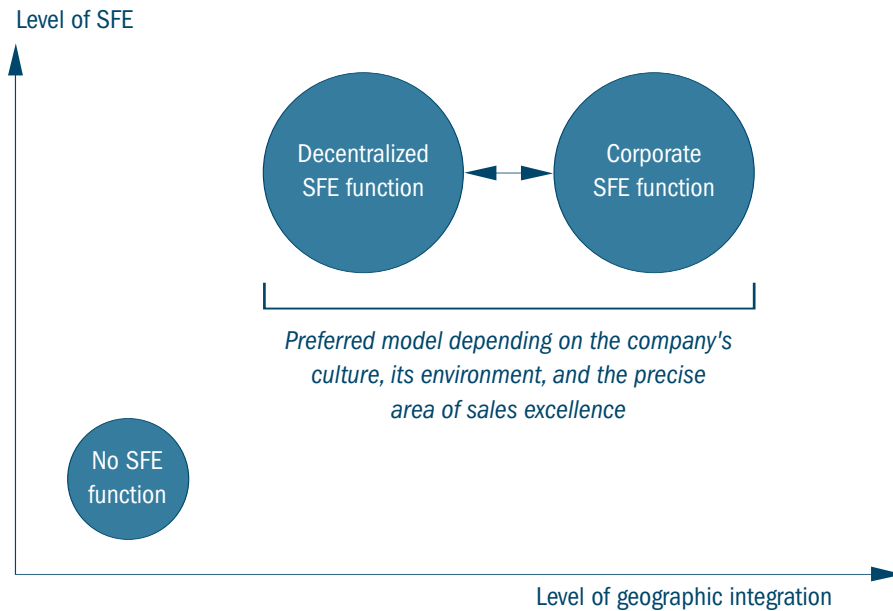 Level of SFE
Decentralized
SFE function
Corporate
SFE function
Preferred model depending on the company's
culture, its environment, and the precise
area of sales excellence
No SFE
function
Level of geographic integration